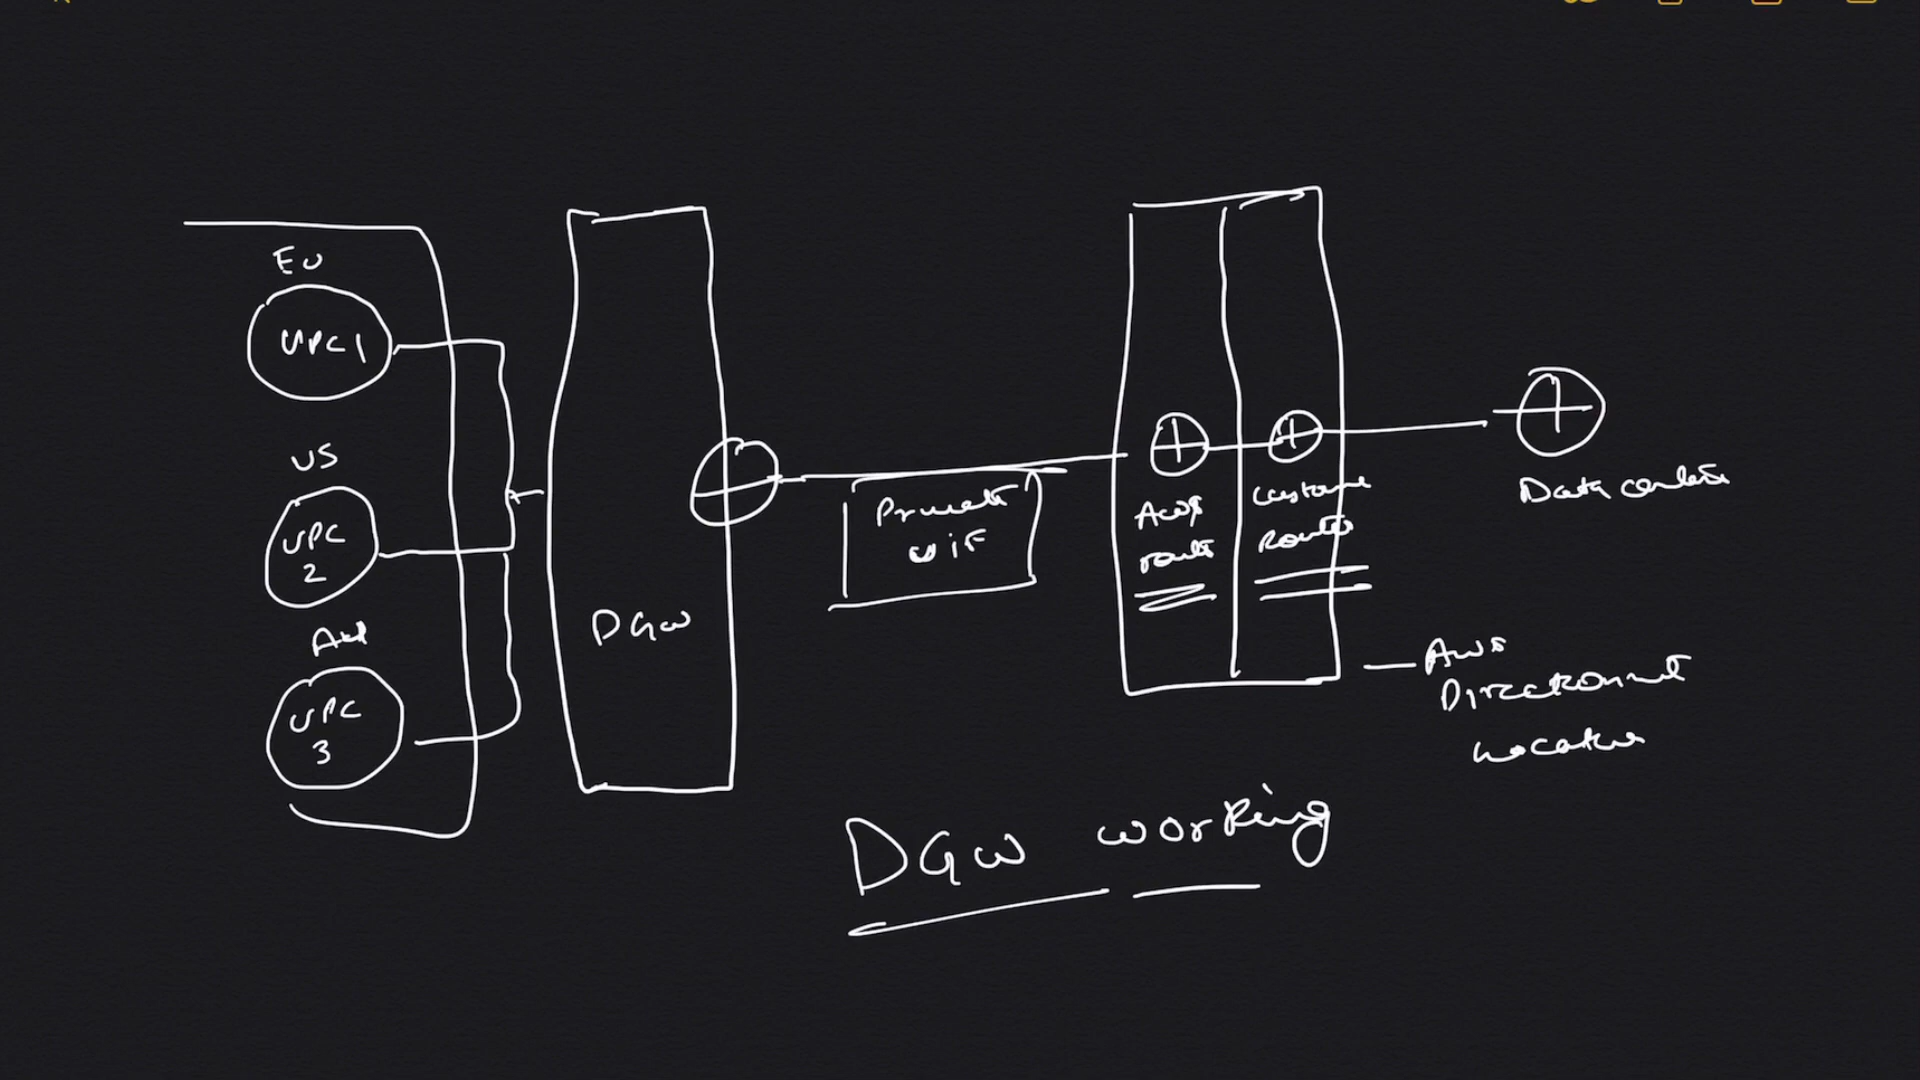 EU
VPC1
US
VPC
2
VPC
3
DGW
Private
VIF
AWS
route
Customer
Router
Data center
AWS
Direct Connect
Location
DGW working